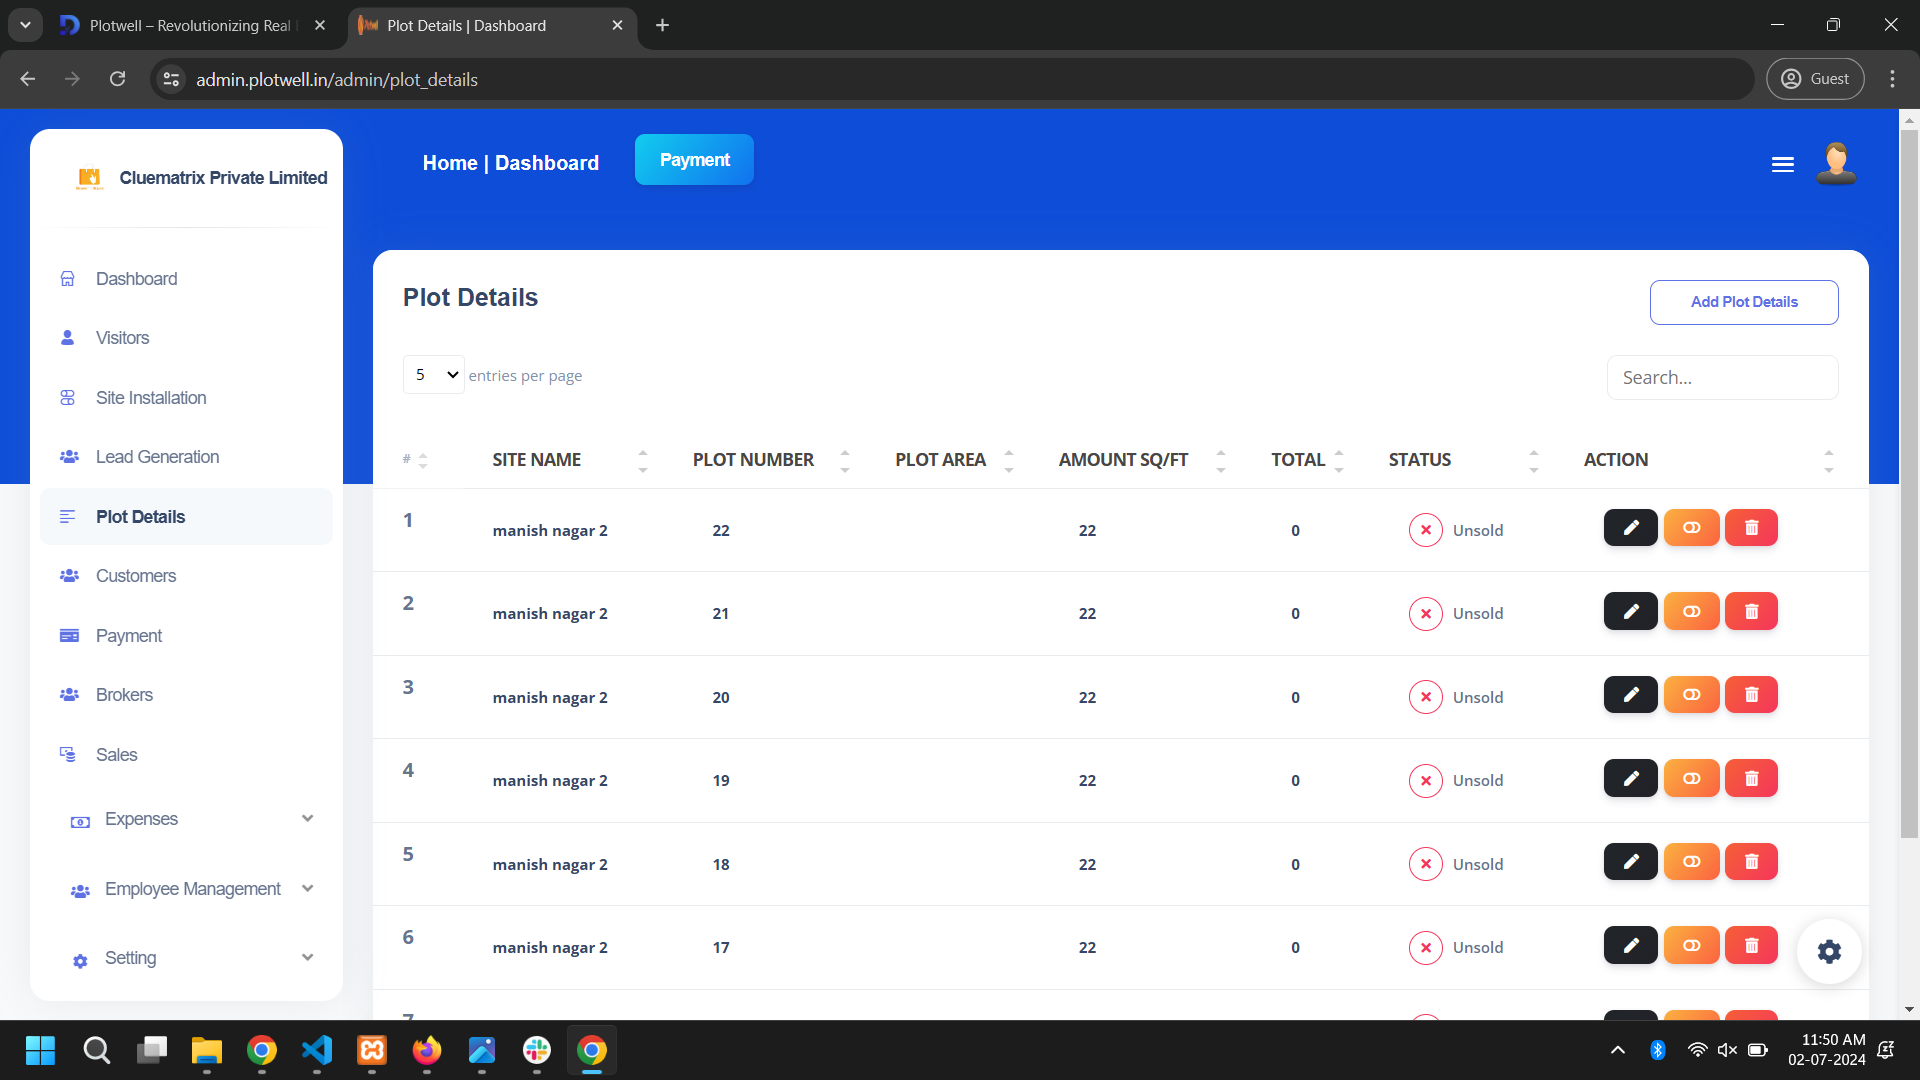 Plotwell – Revolutionizing Real
Plot Details | Dashboard
admin.plotwell.in/admin/plot_details
Guest
Cluematrix Private Limited
Home | Dashboard
Payment
Dashboard
Visitors
Site Installation
Lead Generation
Plot Details
Customers
Payment
Brokers
Sales
Expenses
Employee Management
Setting
Plot Details
Add Plot Details
5 entries per page
Search...
# SITE NAME PLOT NUMBER PLOT AREA AMOUNT SQ/FT TOTAL STATUS ACTION
1 manish nagar 2 22 22 0 Unsold
2 manish nagar 2 21 22 0 Unsold
3 manish nagar 2 20 22 0 Unsold
4 manish nagar 2 19 22 0 Unsold
5 manish nagar 2 18 22 0 Unsold
6 manish nagar 2 17 22 0 Unsold
11:50 AM
02-07-2024